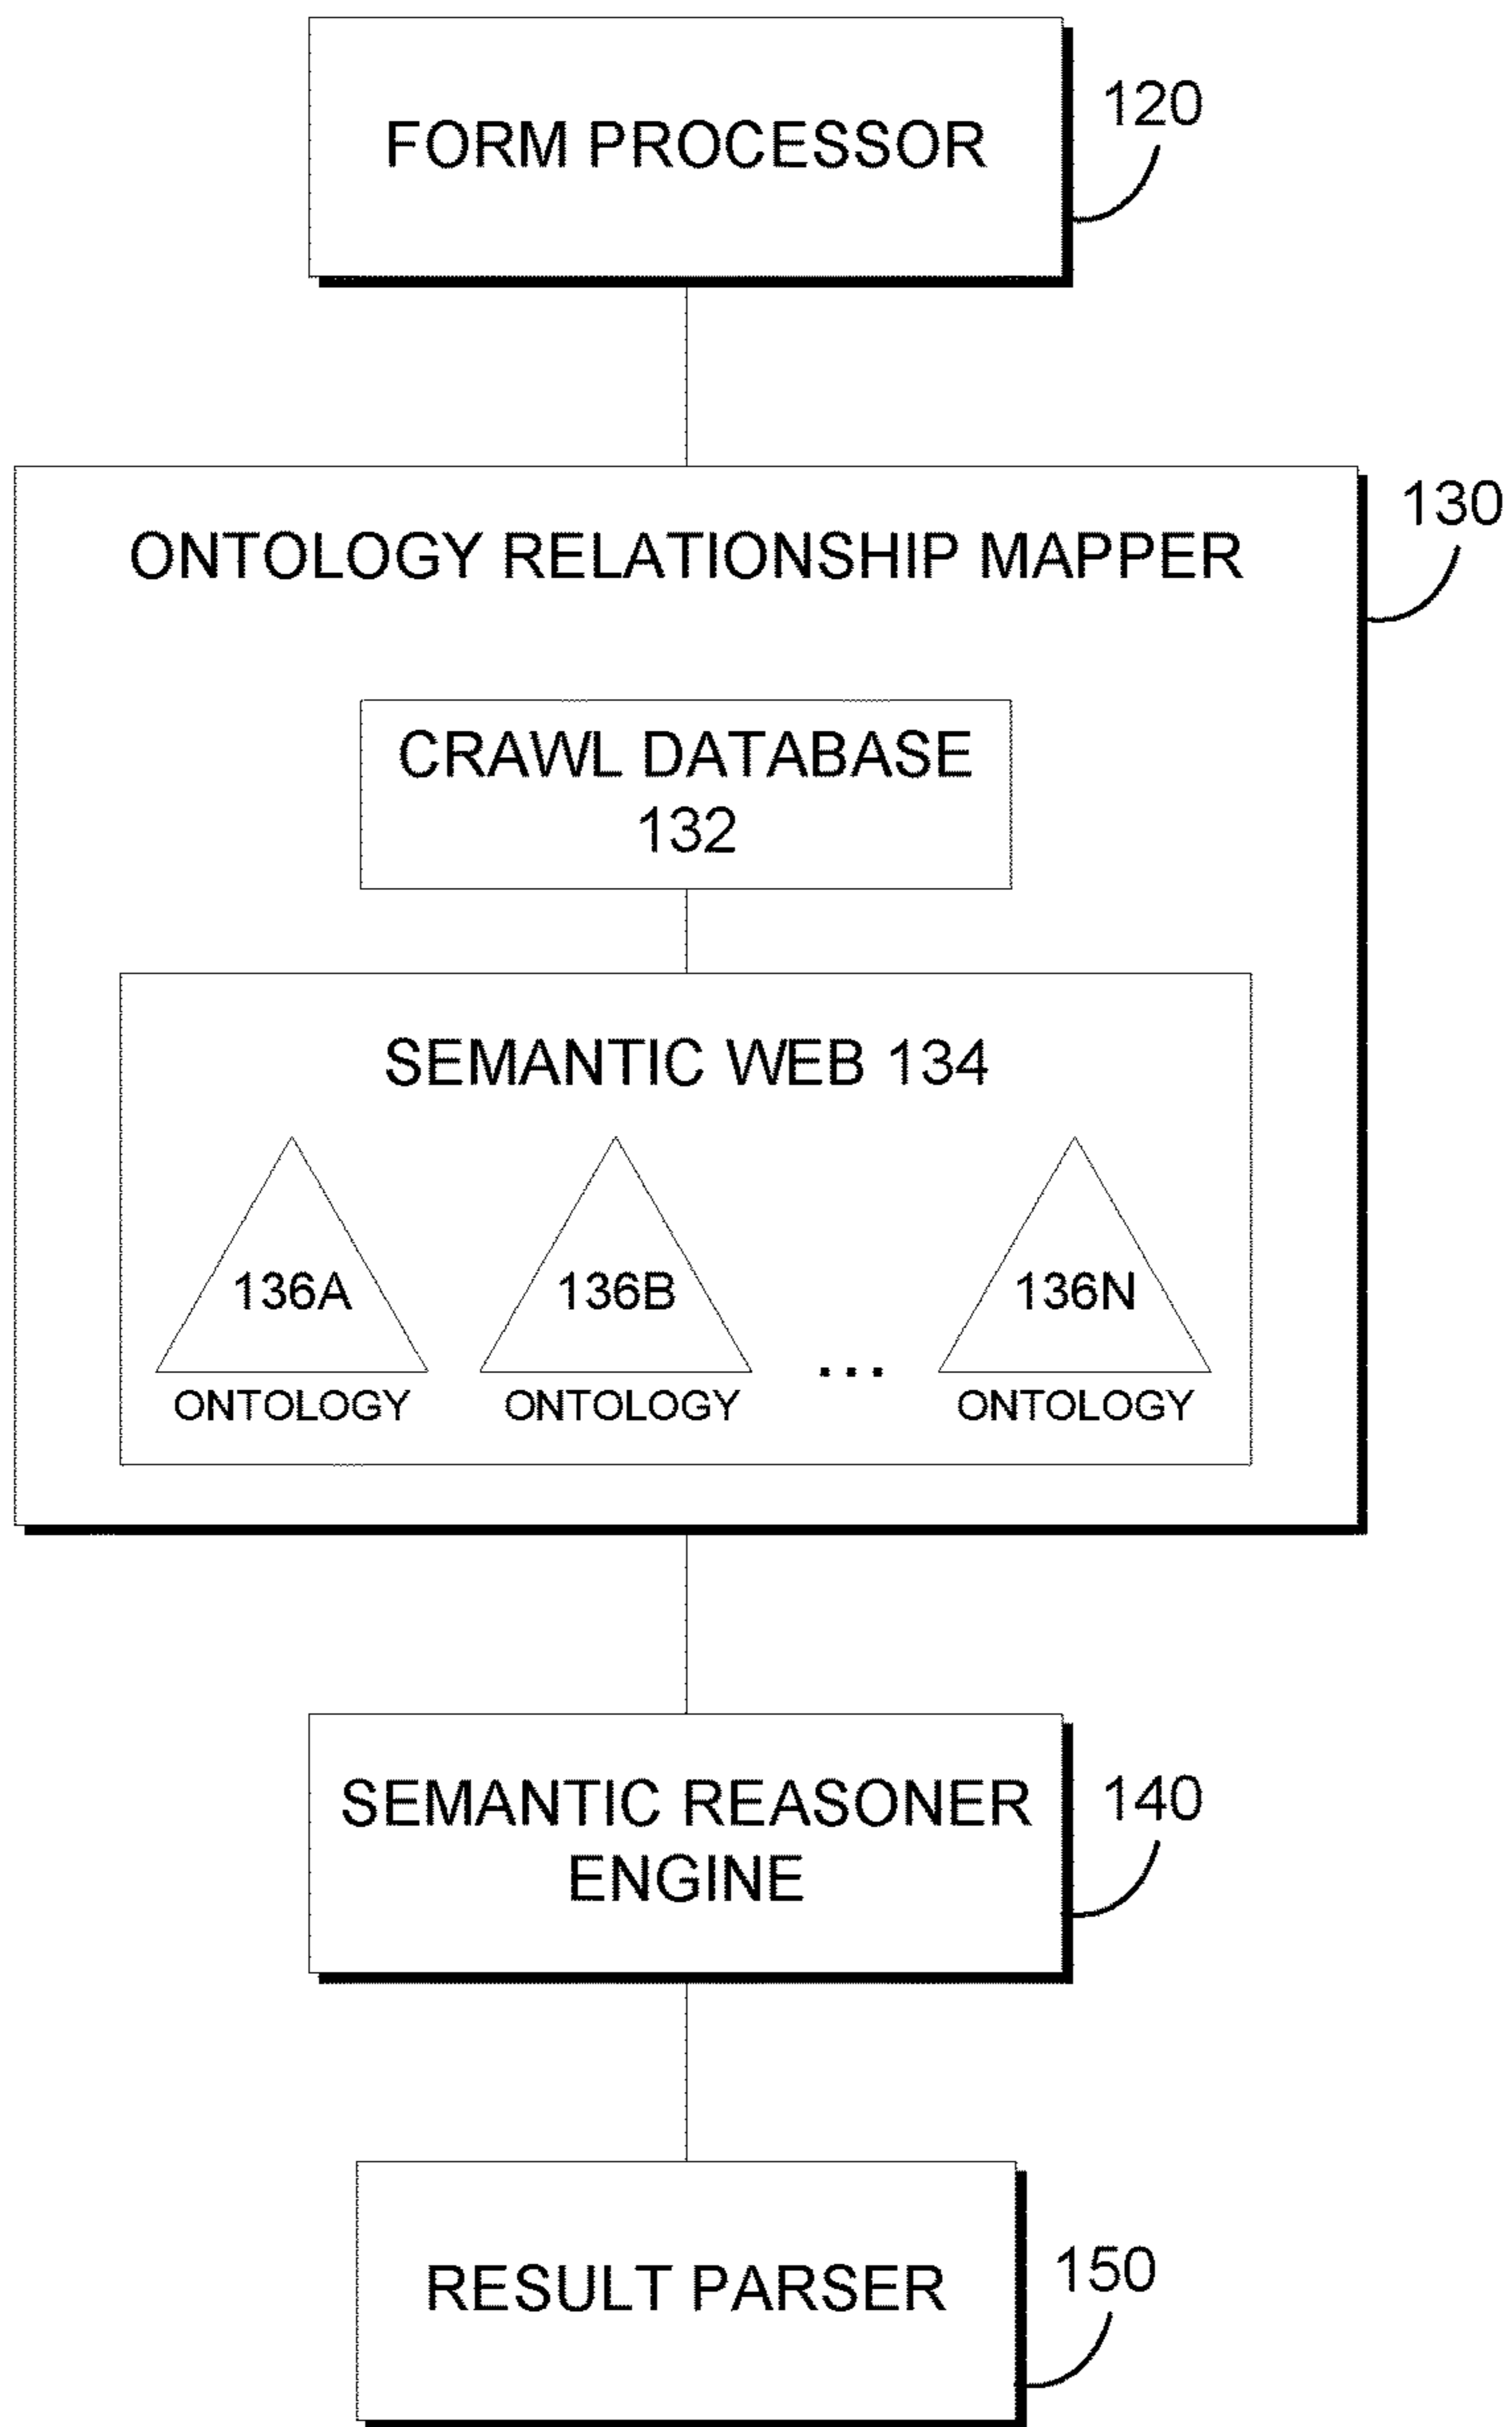 FORM PROCESSOR
120
ONTOLOGY RELATIONSHIP MAPPER
130
CRAWL DATABASE
132
SEMANTIC WEB 134
136A
136B
136N
...
ONTOLOGY
ONTOLOGY
ONTOLOGY
SEMANTIC REASONER
ENGINE
140
RESULT PARSER
150